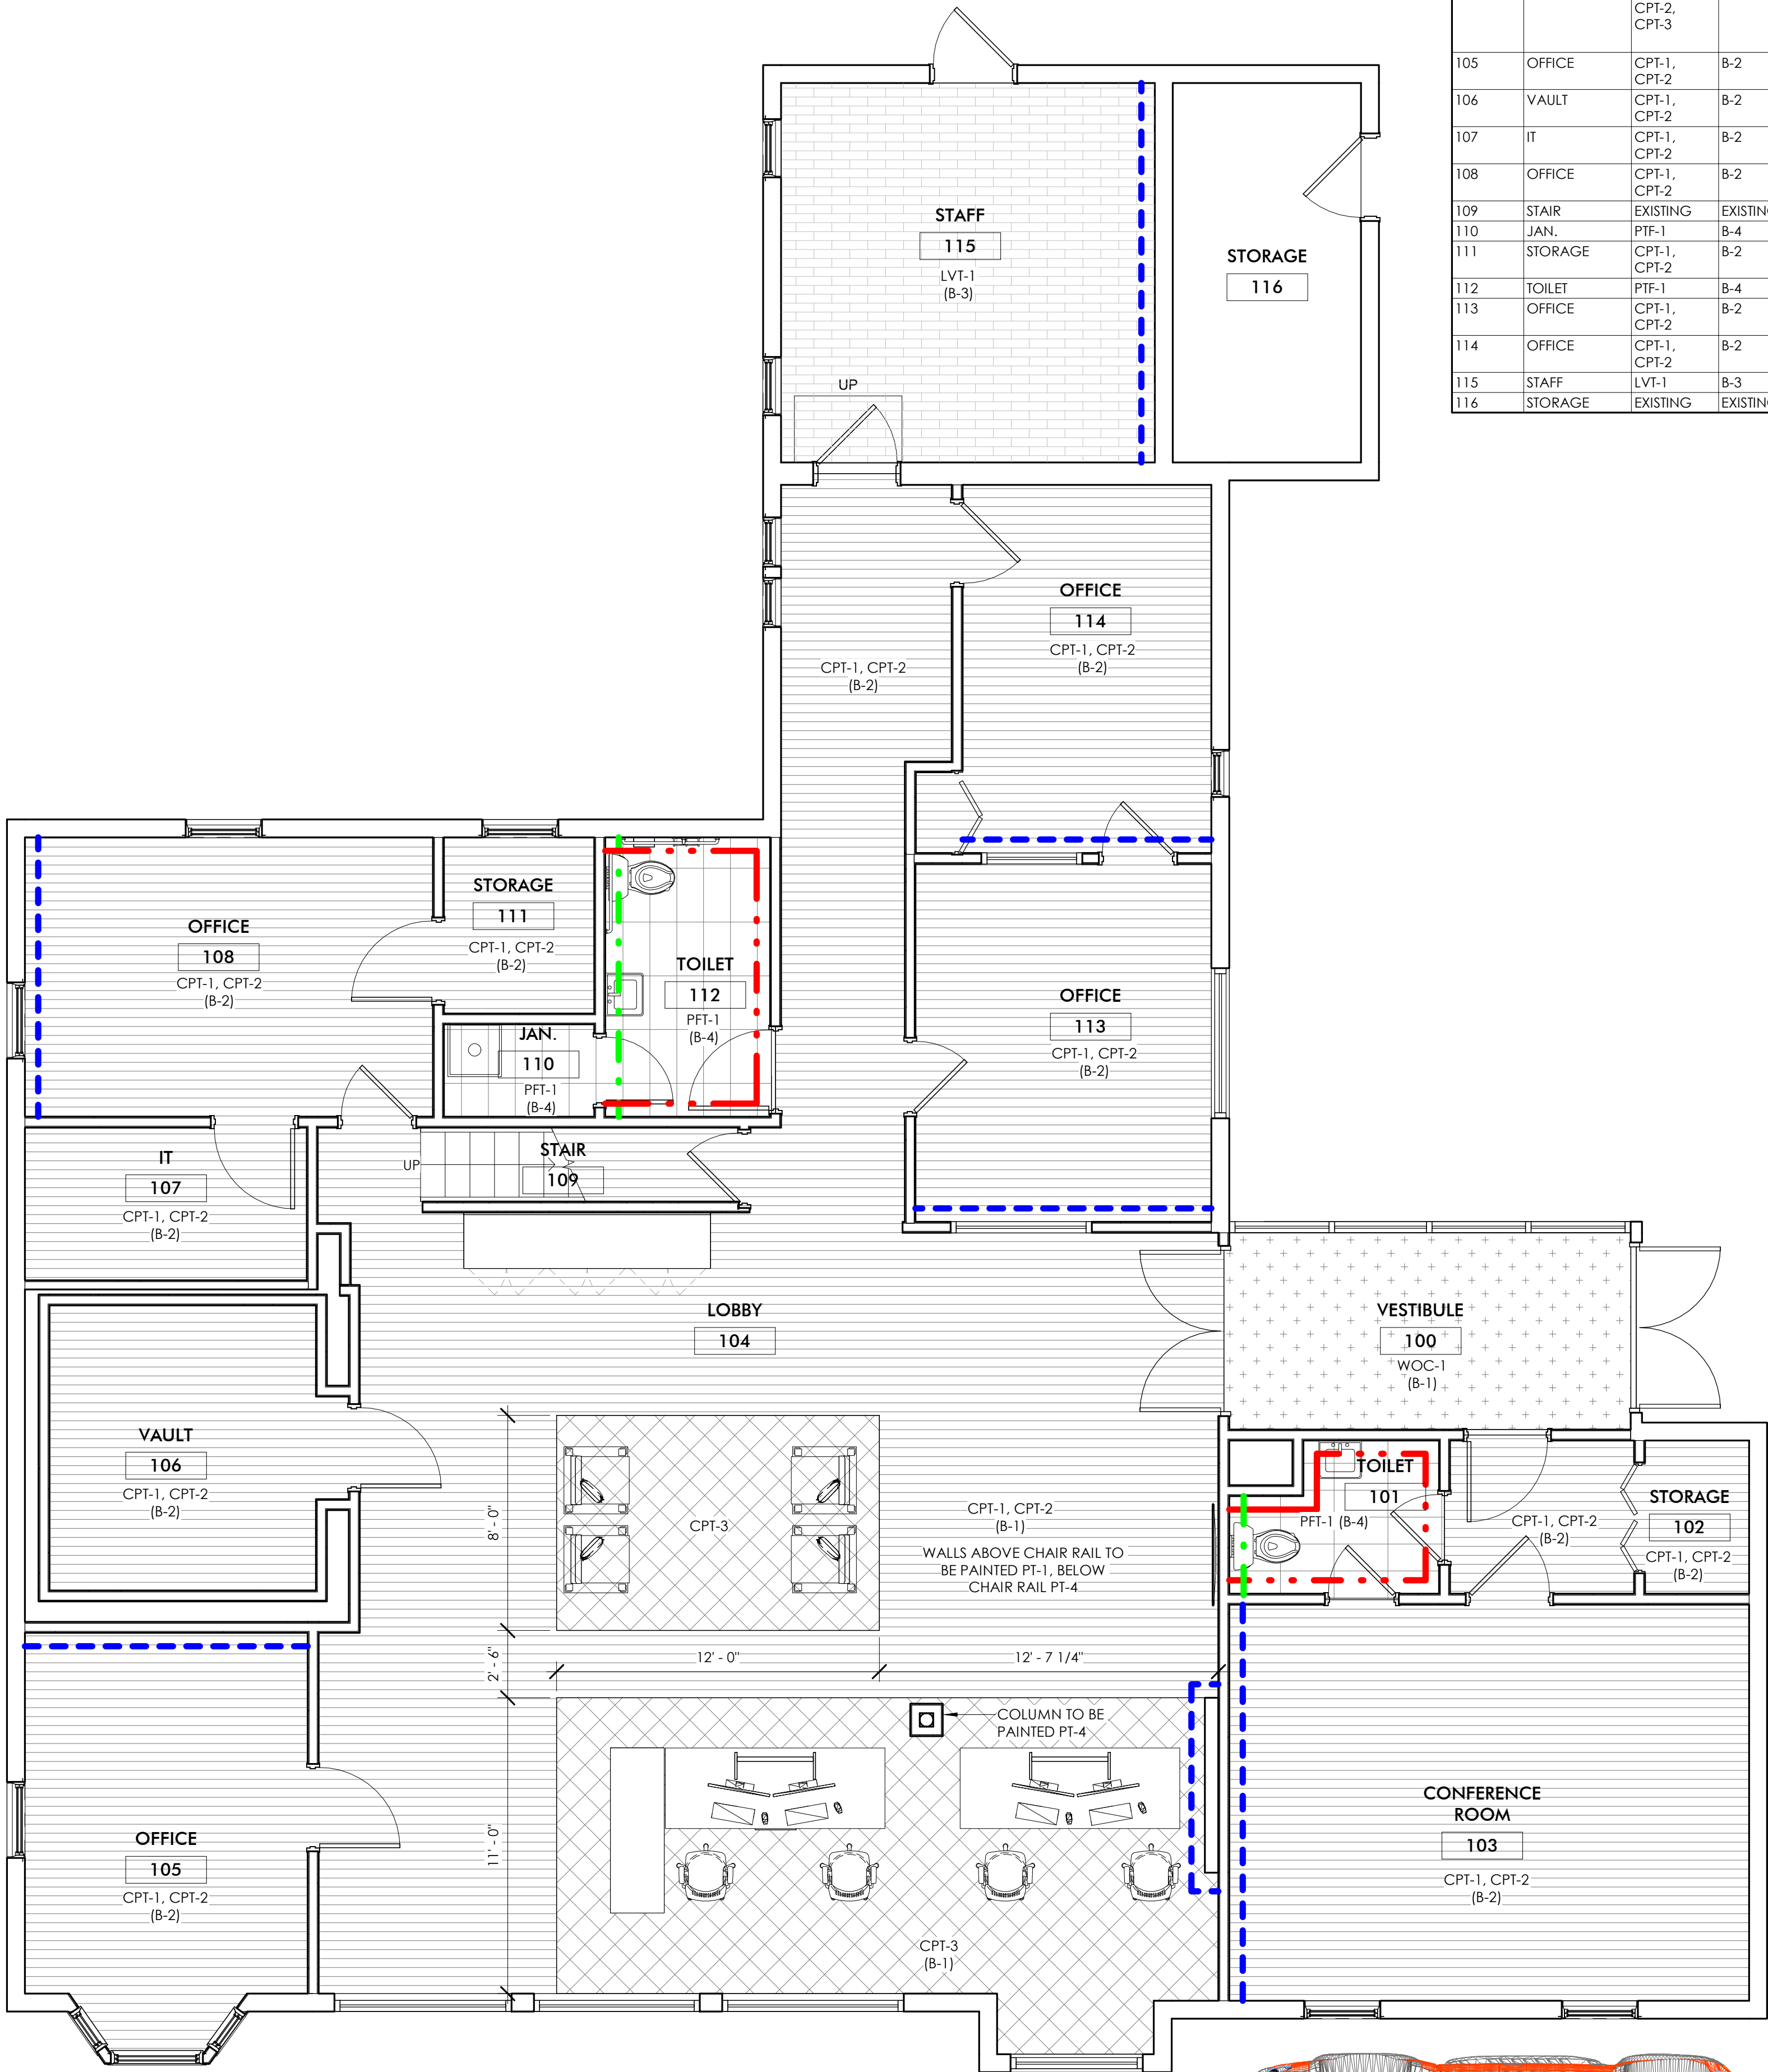 CPT-2,
CPT-3
105 OFFICE CPT-1, CPT-2 B-2
106 VAULT CPT-1, CPT-2 B-2
107 IT CPT-1, CPT-2 B-2
108 OFFICE CPT-1, CPT-2 B-2
109 STAIR EXISTING
110 JAN. PTF-1 B-4
111 STORAGE CPT-1, CPT-2 B-2
112 TOILET PTF-1 B-4
113 OFFICE CPT-1, CPT-2 B-2
114 OFFICE CPT-1, CPT-2 B-2
115 STAFF LVT-1 B-3
116 STORAGE EXISTING
STAFF
115
LVT-1
(B-3)
STORAGE
116
UP
OFFICE
114
CPT-1, CPT-2
(B-2)
CPT-1, CPT-2
(B-2)
STORAGE
111
CPT-1, CPT-2
(B-2)
OFFICE
108
CPT-1, CPT-2
(B-2)
TOILET
112
PFT-1
(B-4)
JAN.
110
PFT-1
(B-4)
OFFICE
113
CPT-1, CPT-2
(B-2)
IT
107
CPT-1, CPT-2
(B-2)
UP
STAIR
109
LOBBY
104
VESTIBULE
100
WOC-1
(B-1)
VAULT
106
CPT-1, CPT-2
(B-2)
8' - 0"
CPT-3
CPT-1, CPT-2
(B-1)
WALLS ABOVE CHAIR RAIL TO
BE PAINTED PT-1, BELOW
CHAIR RAIL PT-4
TOILET
101
PFT-1 (B-4)
CPT-1, CPT-2
(B-2)
STORAGE
102
CPT-1, CPT-2
(B-2)
2' - 6"
12' - 0"
12' - 7 1/4"
COLUMN TO BE
PAINTED PT-4
11' - 0"
OFFICE
105
CPT-1, CPT-2
(B-2)
CONFERENCE
ROOM
103
CPT-1, CPT-2
(B-2)
CPT-3
(B-1)